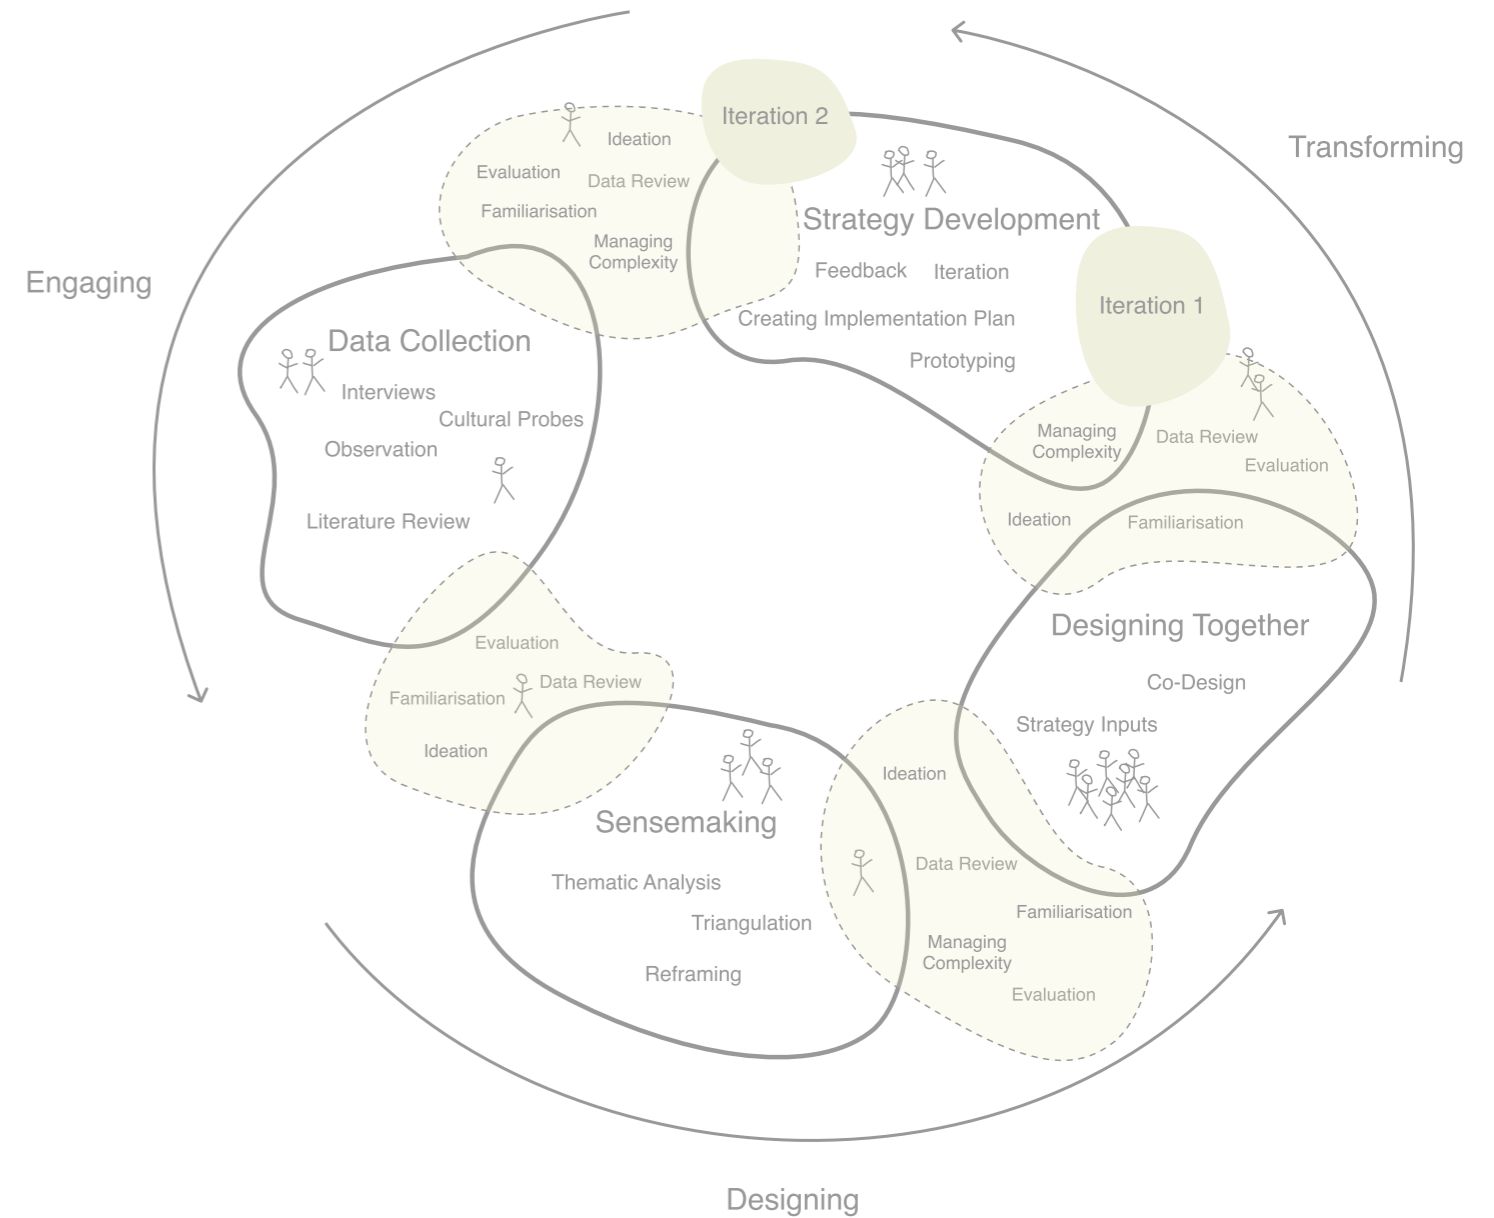 Iteration 2
Ideation
Evaluation
Data Review
Familiarisation
Managing
Complexity
Transforming
Strategy Development
Feedback
Iteration
Creating Implementation Plan
Prototyping
Iteration 1
Engaging
Data Collection
Interviews
Cultural Probes
Observation
Literature Review
Managing
Complexity
Data Review
Evaluation
Ideation
Familiarisation
Designing Together
Co-Design
Strategy Inputs
Evaluation
Familiarisation
Data Review
Ideation
Sensemaking
Thematic Analysis
Triangulation
Reframing
Ideation
Data Review
Familiarisation
Managing
Complexity
Evaluation
Designing